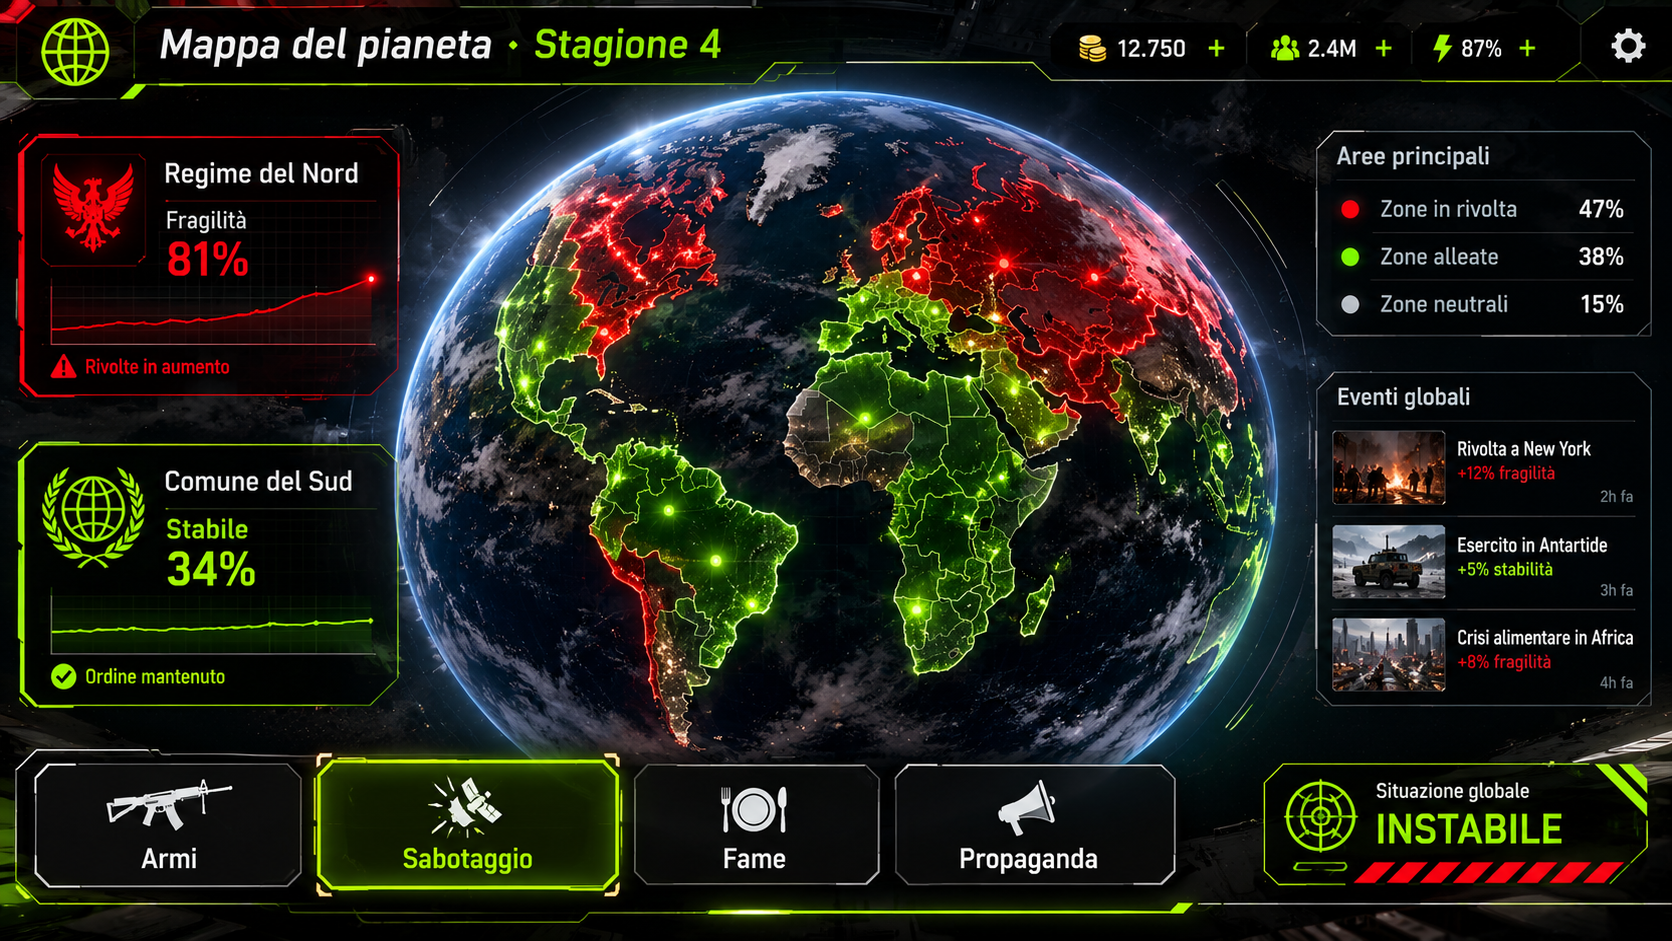 Mappa del pianeta · Stagione 4
12.750 +
2.4M +
87% +
Regime del Nord
Fragilità
81%
Rivolte in aumento
Comune del Sud
Stabile
34%
Ordine mantenuto
Aree principali
Zone in rivolta 47%
Zone alleate 38%
Zone neutrali 15%
Eventi globali
Rivolta a New York
+12% fragilità
2h fa
Esercito in Antartide
+5% stabilità
3h fa
Crisi alimentare in Africa
+8% fragilità
4h fa
Armi
Sabotaggio
Fame
Propaganda
Situazione globale
INSTABILE